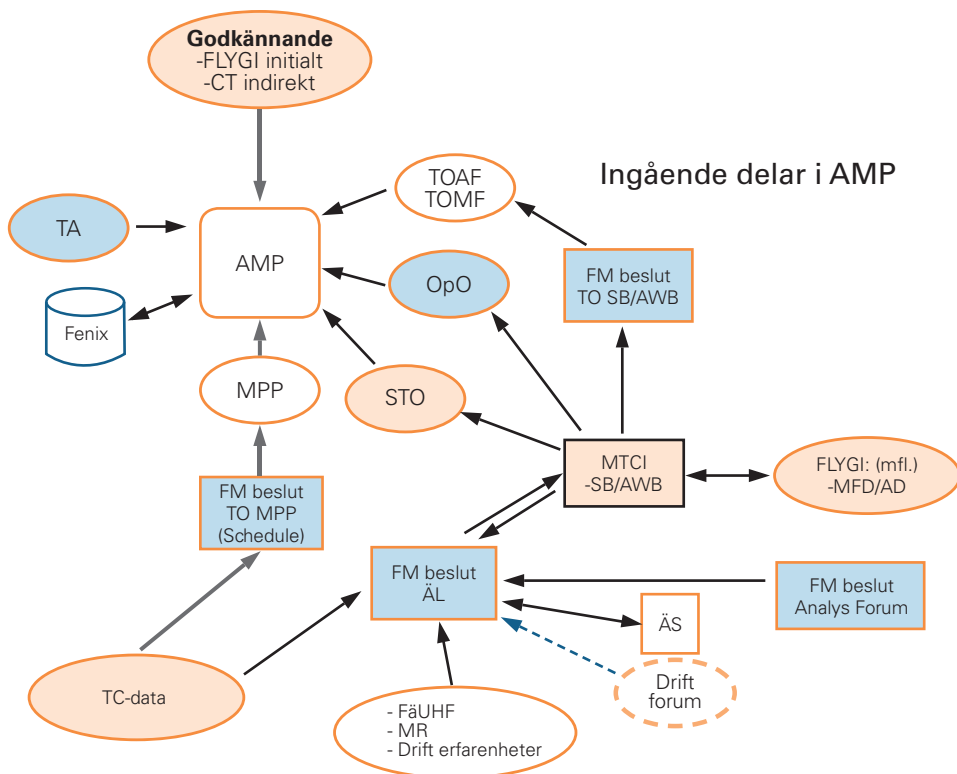 Godkännande
-FLYGI initialt
-CT indirekt
Ingående delar i AMP
TOAF
TOMF
TA
AMP
OpO
FM beslut
TO SB/AWB
Fenix
MPP
STO
MTCI
-SB/AWB
FLYGI: (mfl.)
-MFD/AD
FM beslut
TO MPP
(Schedule)
FM beslut
ÄL
FM beslut
Analys Forum
ÄS
TC-data
Drift
forum
- FäUHF
- MR
- Drift erfarenheter